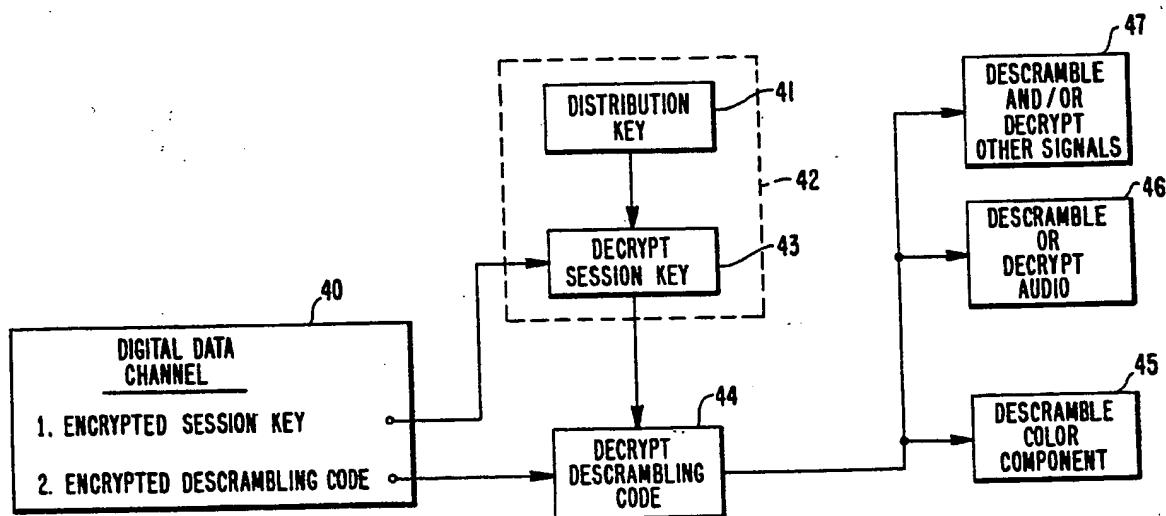 47
DESCRAMBLE
AND/OR
DECRYPT
OTHER SIGNALS
41
DISTRIBUTION
KEY
42
46
DESCRAMBLE
OR
DECRYPT
AUDIO
43
DECRYPT
SESSION KEY
40
DIGITAL DATA
CHANNEL
1. ENCRYPTED SESSION KEY
2. ENCRYPTED DESCRAMBLING CODE
44
DECRYPT
DESCRAMBLING
CODE
45
DESCRAMBLE
COLOR
COMPONENT